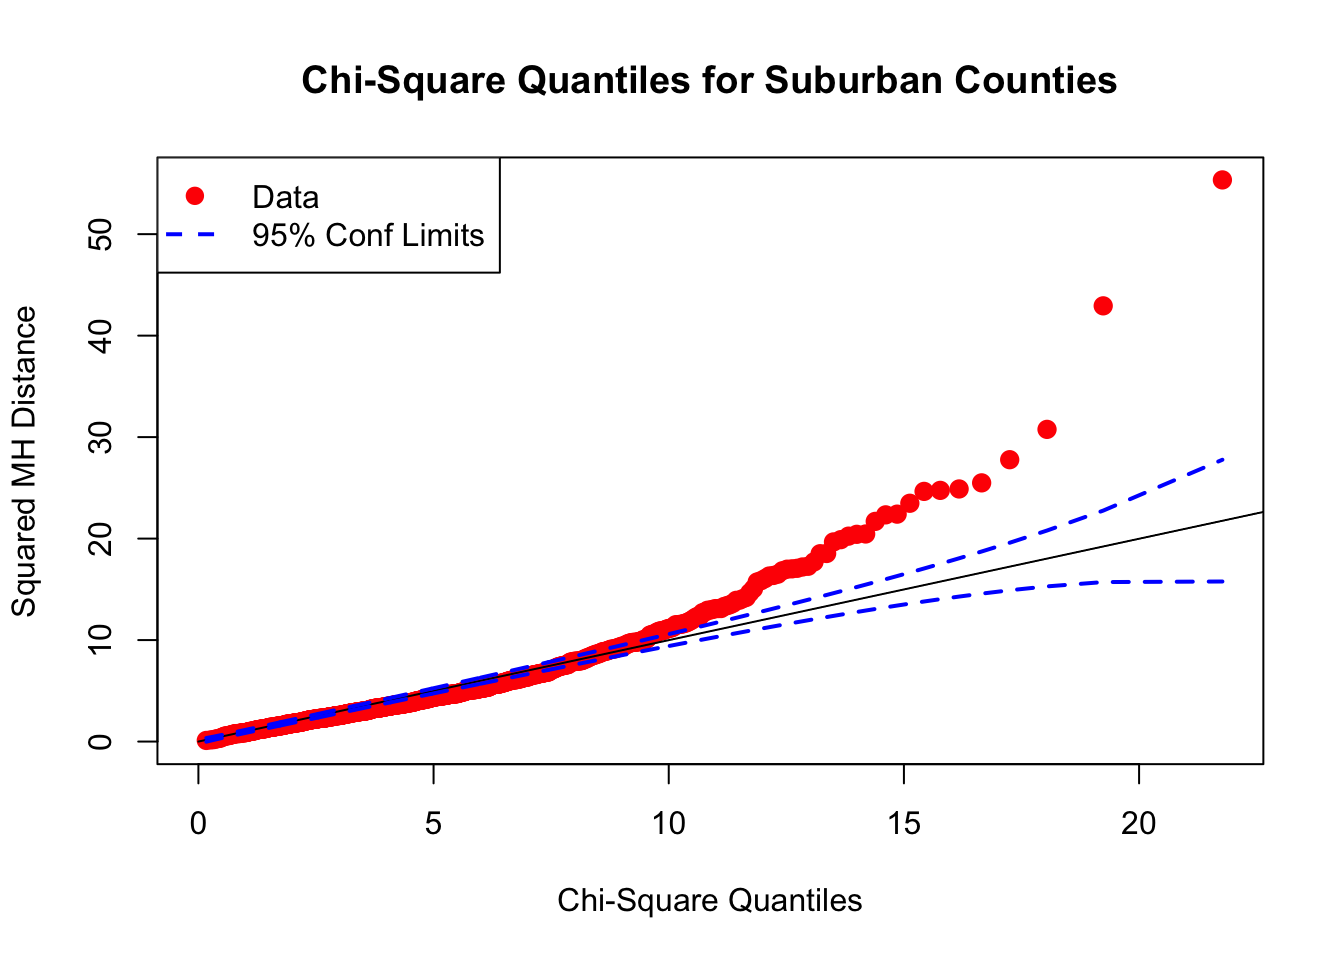 Chi-Square Quantiles for Suburban Counties
Data
95% Conf Limits
Squared MH Distance
50
40
30
20
10
0
0 5 10 15 20
Chi-Square Quantiles